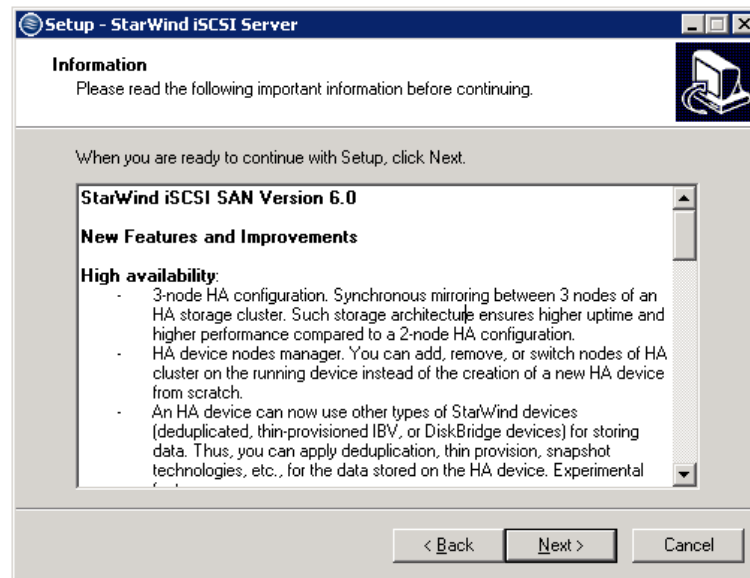 Setup - StarWind iSCSI Server
Information
Please read the following important information before continuing.
When you are ready to continue with Setup, click Next.
StarWind iSCSI SAN Version 6.0
New Features and Improvements
High availability:
- 3-node HA configuration. Synchronous mirroring between 3 nodes of an
HA storage cluster. Such storage architecture ensures higher uptime and
higher performance compared to a 2-node HA configuration.
- HA device nodes manager. You can add, remove, or switch nodes of HA
cluster on the running device instead of the creation of a new HA device
from scratch.
- An HA device can now use other types of StarWind devices
(deduplicated, thin-provisioned IBV, or DiskBridge devices) for storing
data. Thus, you can apply deduplication, thin provision, snapshot
technologies, etc., for the data stored on the HA device. Experimental
< Back
Next >
Cancel